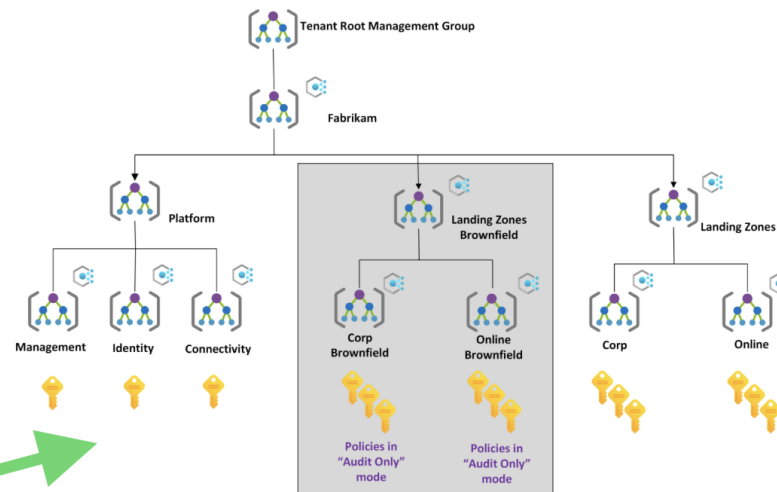 Tenant Root Management Group
Fabrikam
Platform
Landing Zones
Brownfield
Landing Zones
Management
Identity
Connectivity
Corp
Brownfield
Online
Brownfield
Corp
Online
Policies in
“Audit Only”
mode
Policies in
“Audit Only”
mode